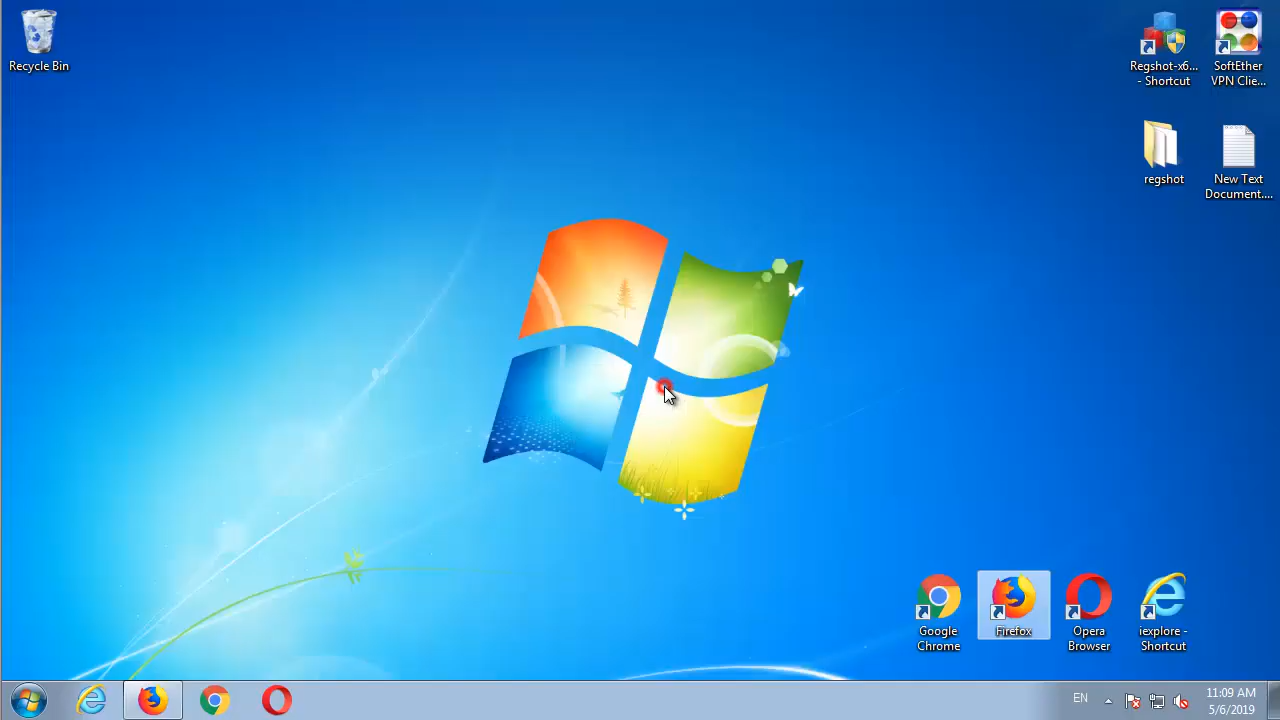 Recycle Bin
Regshot-x6...
- Shortcut
SoftEther
VPN Clie...
regshot
New Text
Document....
Google
Chrome
Firefox
Opera
Browser
iexplore -
Shortcut
EN
11:09 AM
5/6/2019